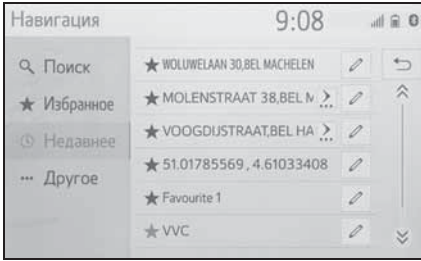 Навигация 9:08 0
Поиск
Избранное
Недавнее
Другое
WOLUWELAAN 30,BEL MACHELEN
MOLENSTRAAT 38,BEL M
VOOGDIJSTRAAT,BEL HA
51.01785569, 4.61033408
Favourite 1
VVC